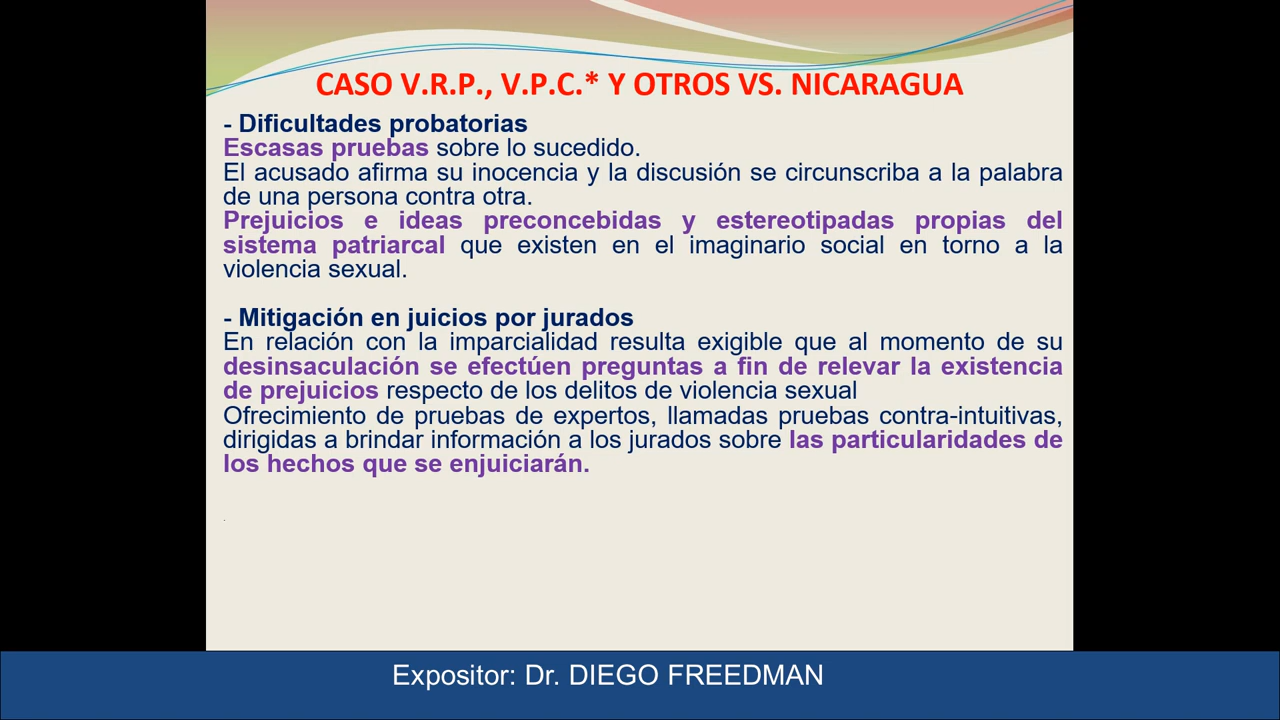 CASO V.R.P., V.P.C.* Y OTROS VS. NICARAGUA
- Dificultades probatorias
Escasas pruebas sobre lo sucedido.
El acusado afirma su inocencia y la discusión se circunscriba a la palabra
de una persona contra otra.
Prejuicios e ideas preconcebidas y estereotipadas propias del
sistema patriarcal que existen en el imaginario social en torno a la
violencia sexual.
- Mitigación en juicios por jurados
En relación con la imparcialidad resulta exigible que al momento de su
desinsaculación se efectúen preguntas a fin de relevar la existencia
de prejuicios respecto de los delitos de violencia sexual
Ofrecimiento de pruebas de expertos, llamadas pruebas contra-intuitivas,
dirigidas a brindar información a los jurados sobre las particularidades de
los hechos que se enjuiciarán.
.
Expositor: Dr. DIEGO FREEDMAN